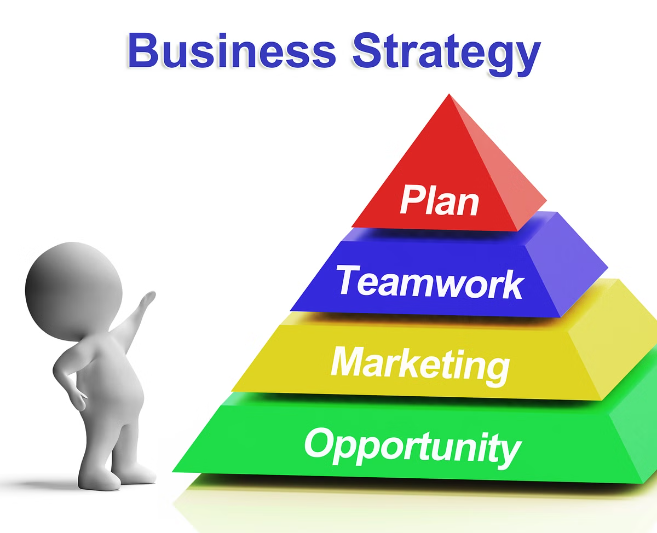 Business Strategy
Plan
Teamwork
Marketing
Opportunity